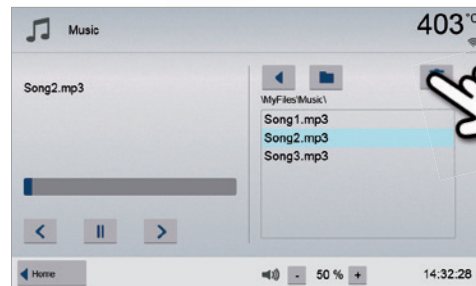 Music
403 °C
Song2.mp3
\MyFiles\Music\
Song1.mp3
Song2.mp3
Song3.mp3
Home
- 50 % +
14:32:28